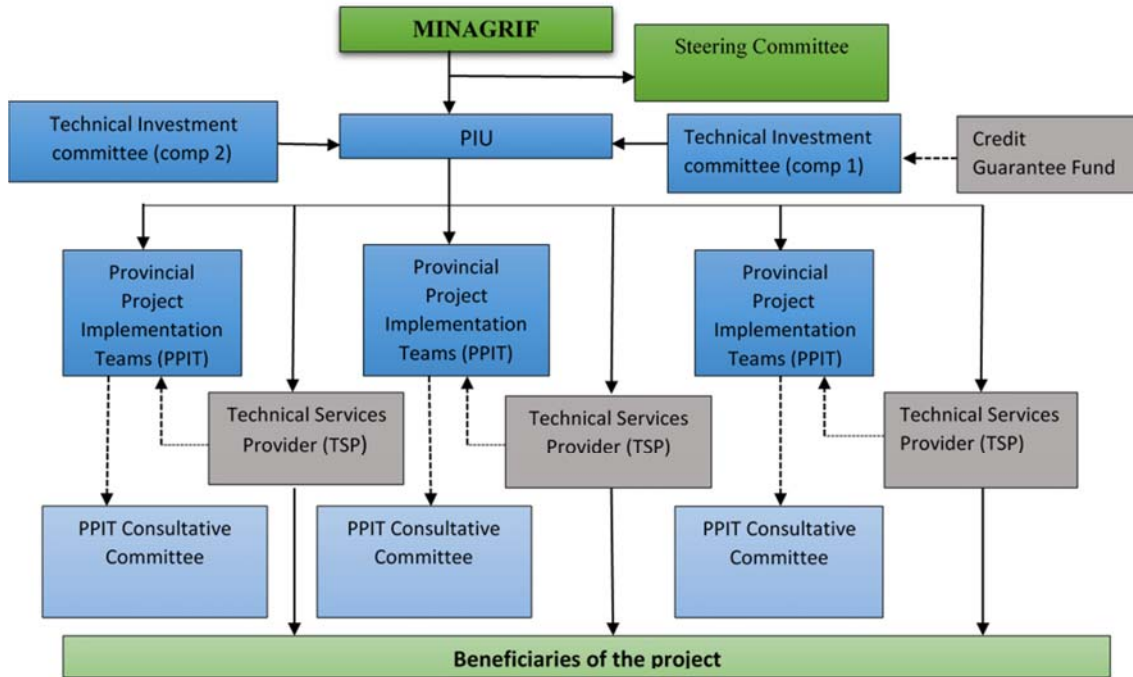 MINAGRIF
Steering Committee
Technical Investment
committee (comp 2)
PIU
Technical Investment
committee (comp 1)
Credit
Guarantee Fund
Provincial
Project
Implementation
Teams (PPIT)
Provincial
Project
Implementation
Teams (PPIT)
Provincial
Project
Implementation
Teams (PPIT)
Technical Services
Provider (TSP)
Technical Services
Provider (TSP)
Technical Services
Provider (TSP)
PPIT Consultative
Committee
PPIT Consultative
Committee
PPIT Consultative
Committee
Beneficiaries of the project